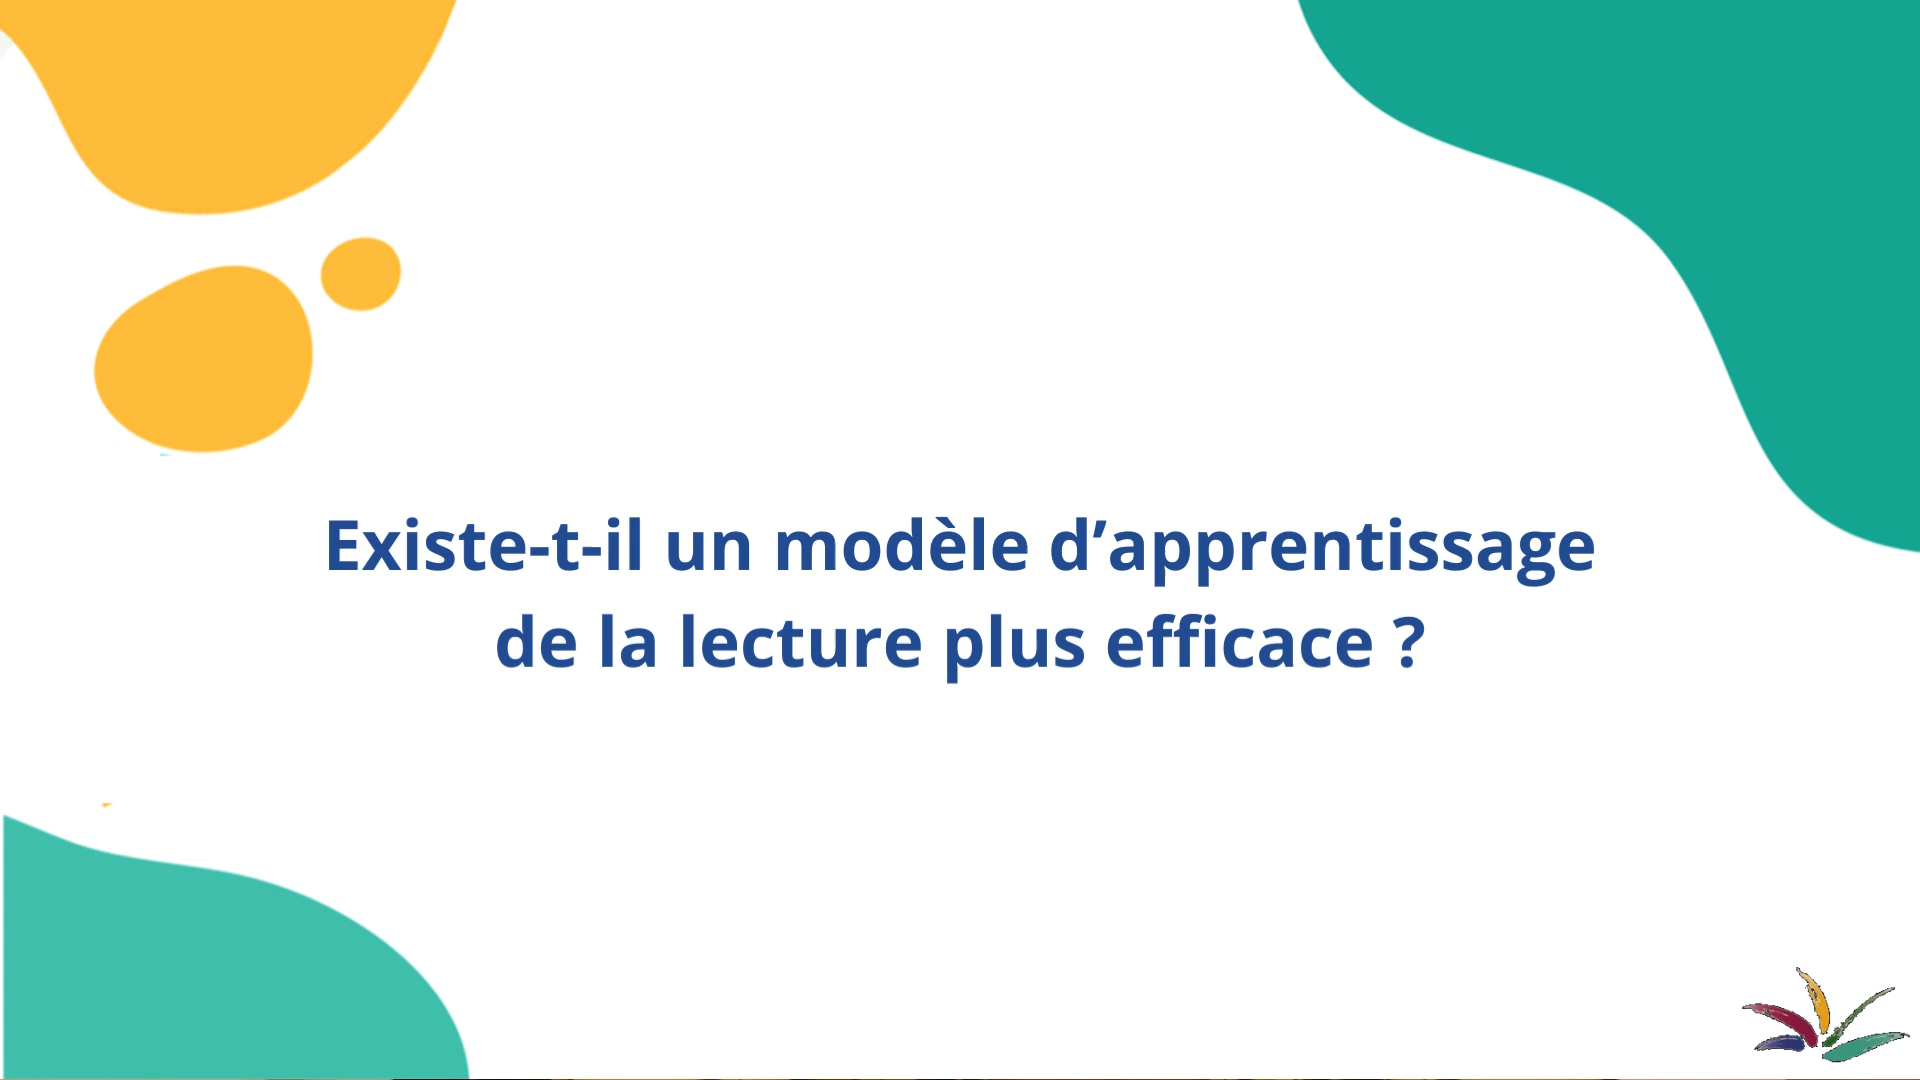 Existe-t-il un modèle d’apprentissage
de la lecture plus efficace ?